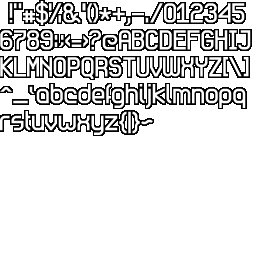 !"#$%&'()*+,-./012345
6789:;<=>?@ABCDEFGHIJ
KLMNOPQRSTUVWXYZ[\]
^_`abcdefghijklmnopq
rstuvwxyz{|}~